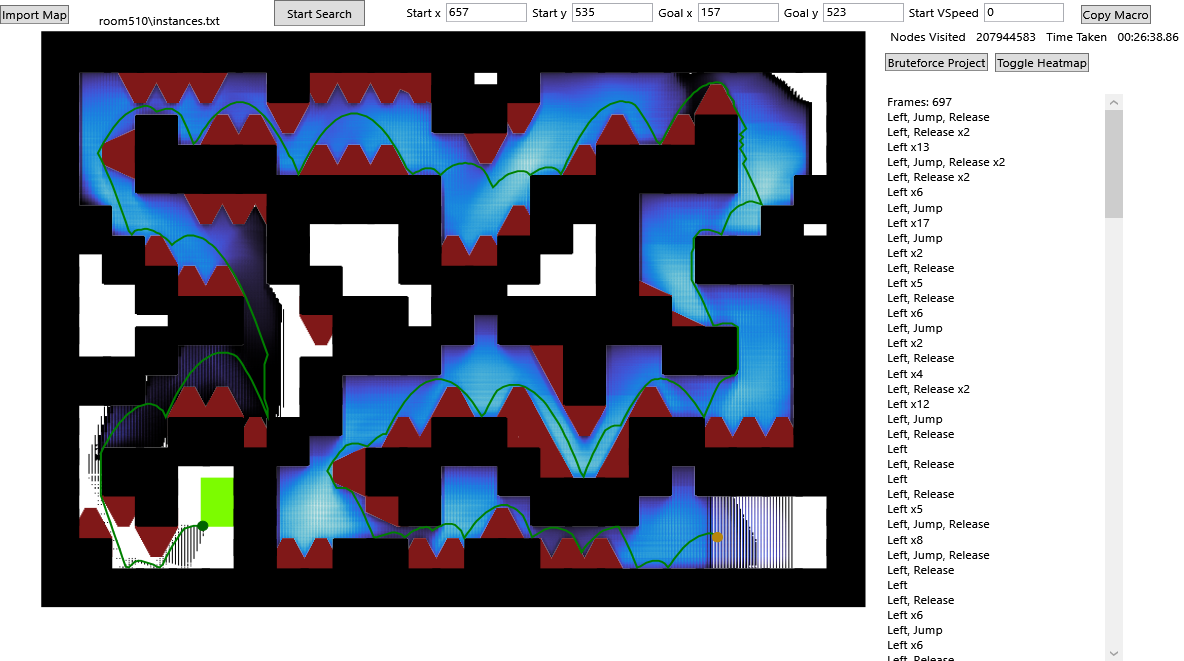 Import Map
room510\instances.txt
Start Search
Start x 657 Start y 535 Goal x 157 Goal y 523 Start VSpeed 0
Copy Macro
Nodes Visited 207944583 Time Taken 00:26:38.86
Bruteforce Project Toggle Heatmap
Frames: 697
Left, Jump, Release
Left, Release x2
Left x13
Left, Jump, Release x2
Left, Release x2
Left x6
Left, Jump
Left x17
Left, Jump
Left x2
Left, Release
Left x5
Left, Release
Left x6
Left, Jump
Left x2
Left, Release
Left x4
Left, Release x2
Left x12
Left, Jump
Left, Release
Left
Left, Release
Left
Left, Release
Left x5
Left, Jump, Release
Left x8
Left, Jump, Release
Left, Release
Left
Left, Release
Left x6
Left, Jump
Left x6
Left, Release